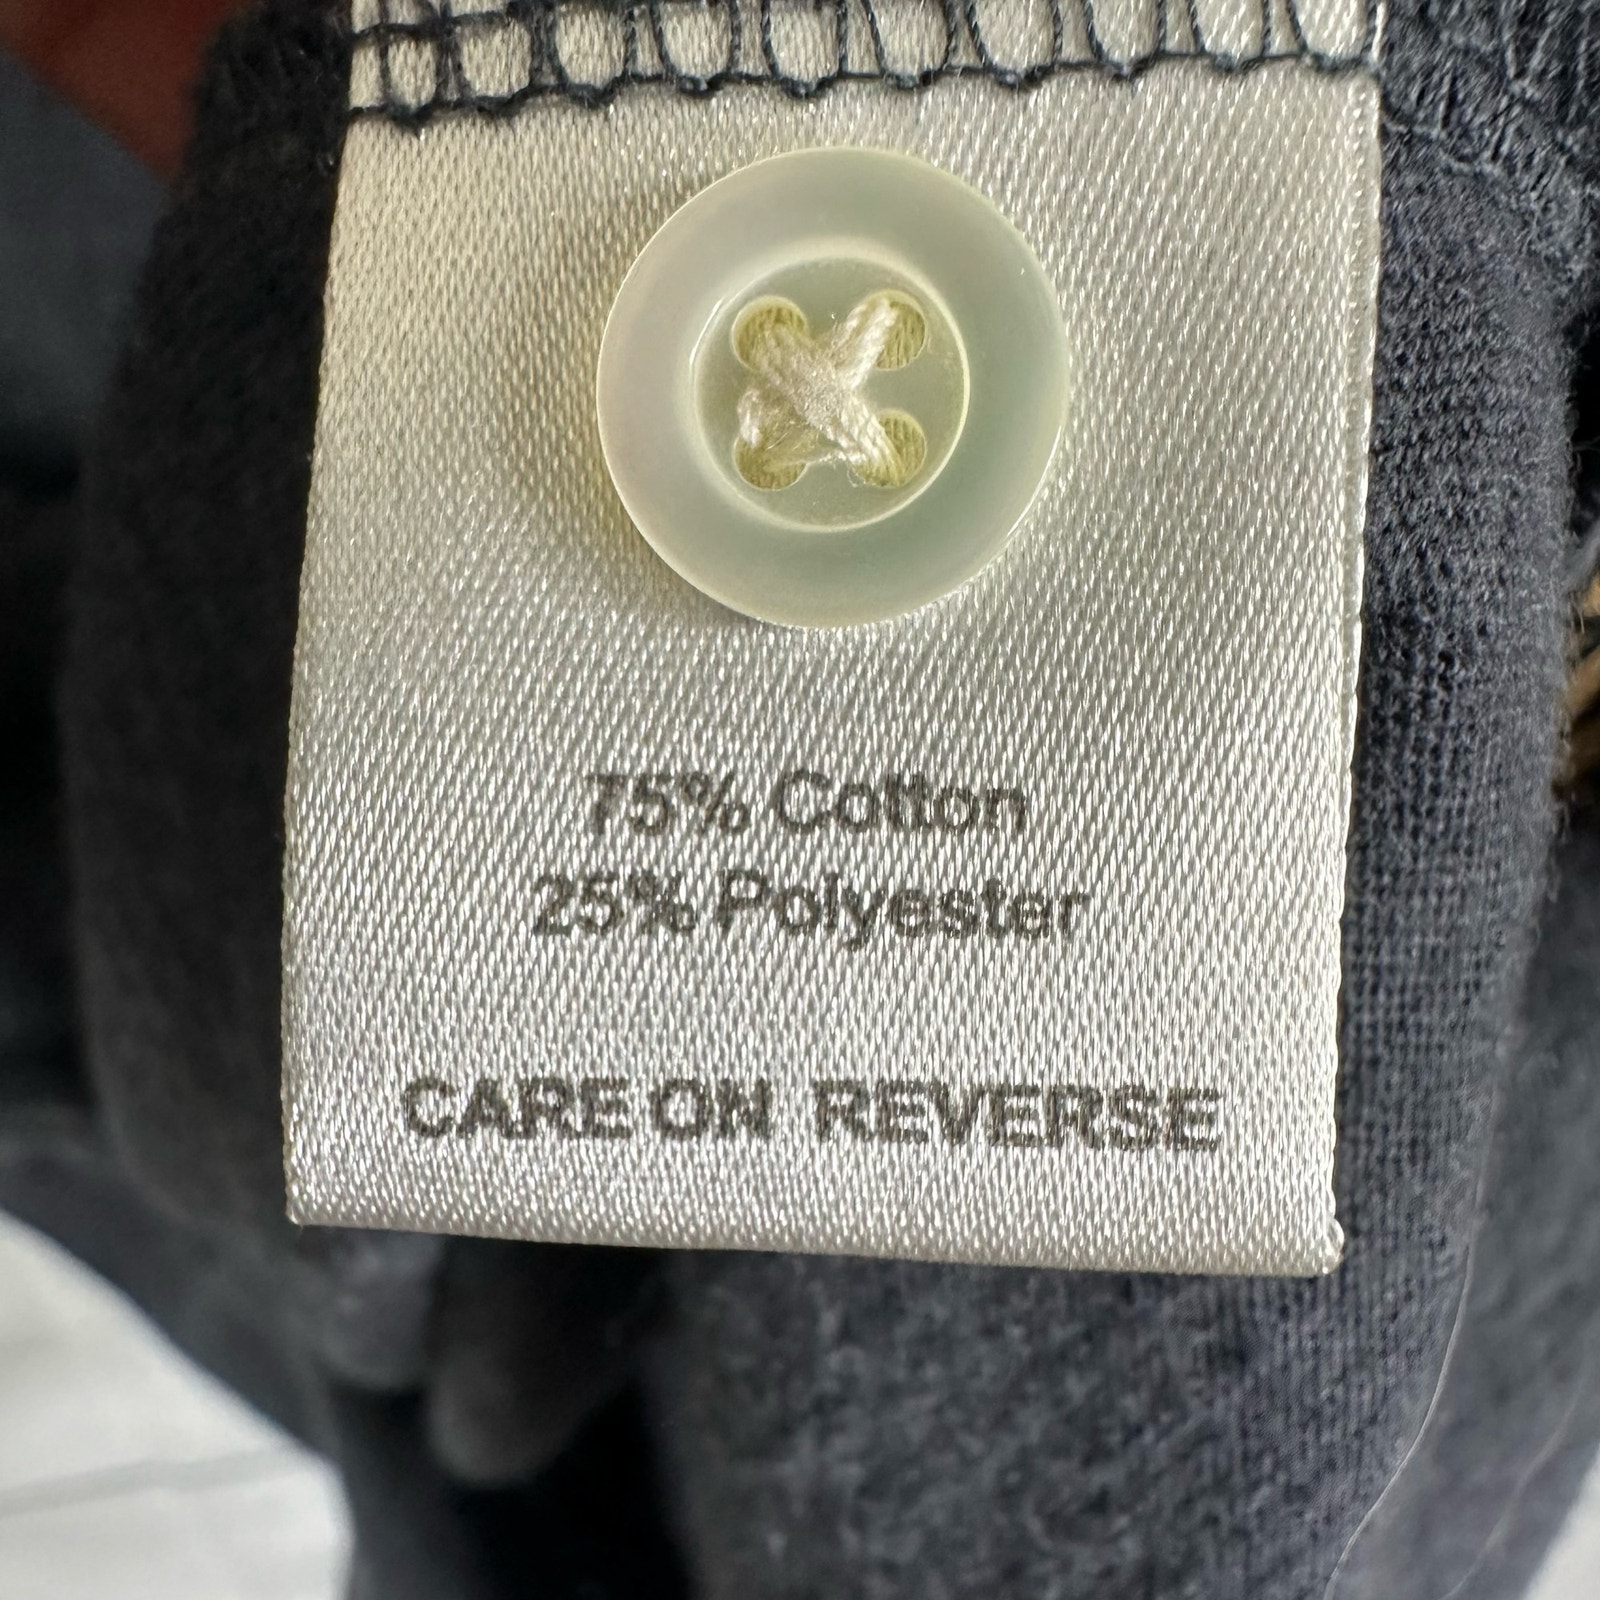 75% Cotton
25% Polyester
CARE ON REVERSE